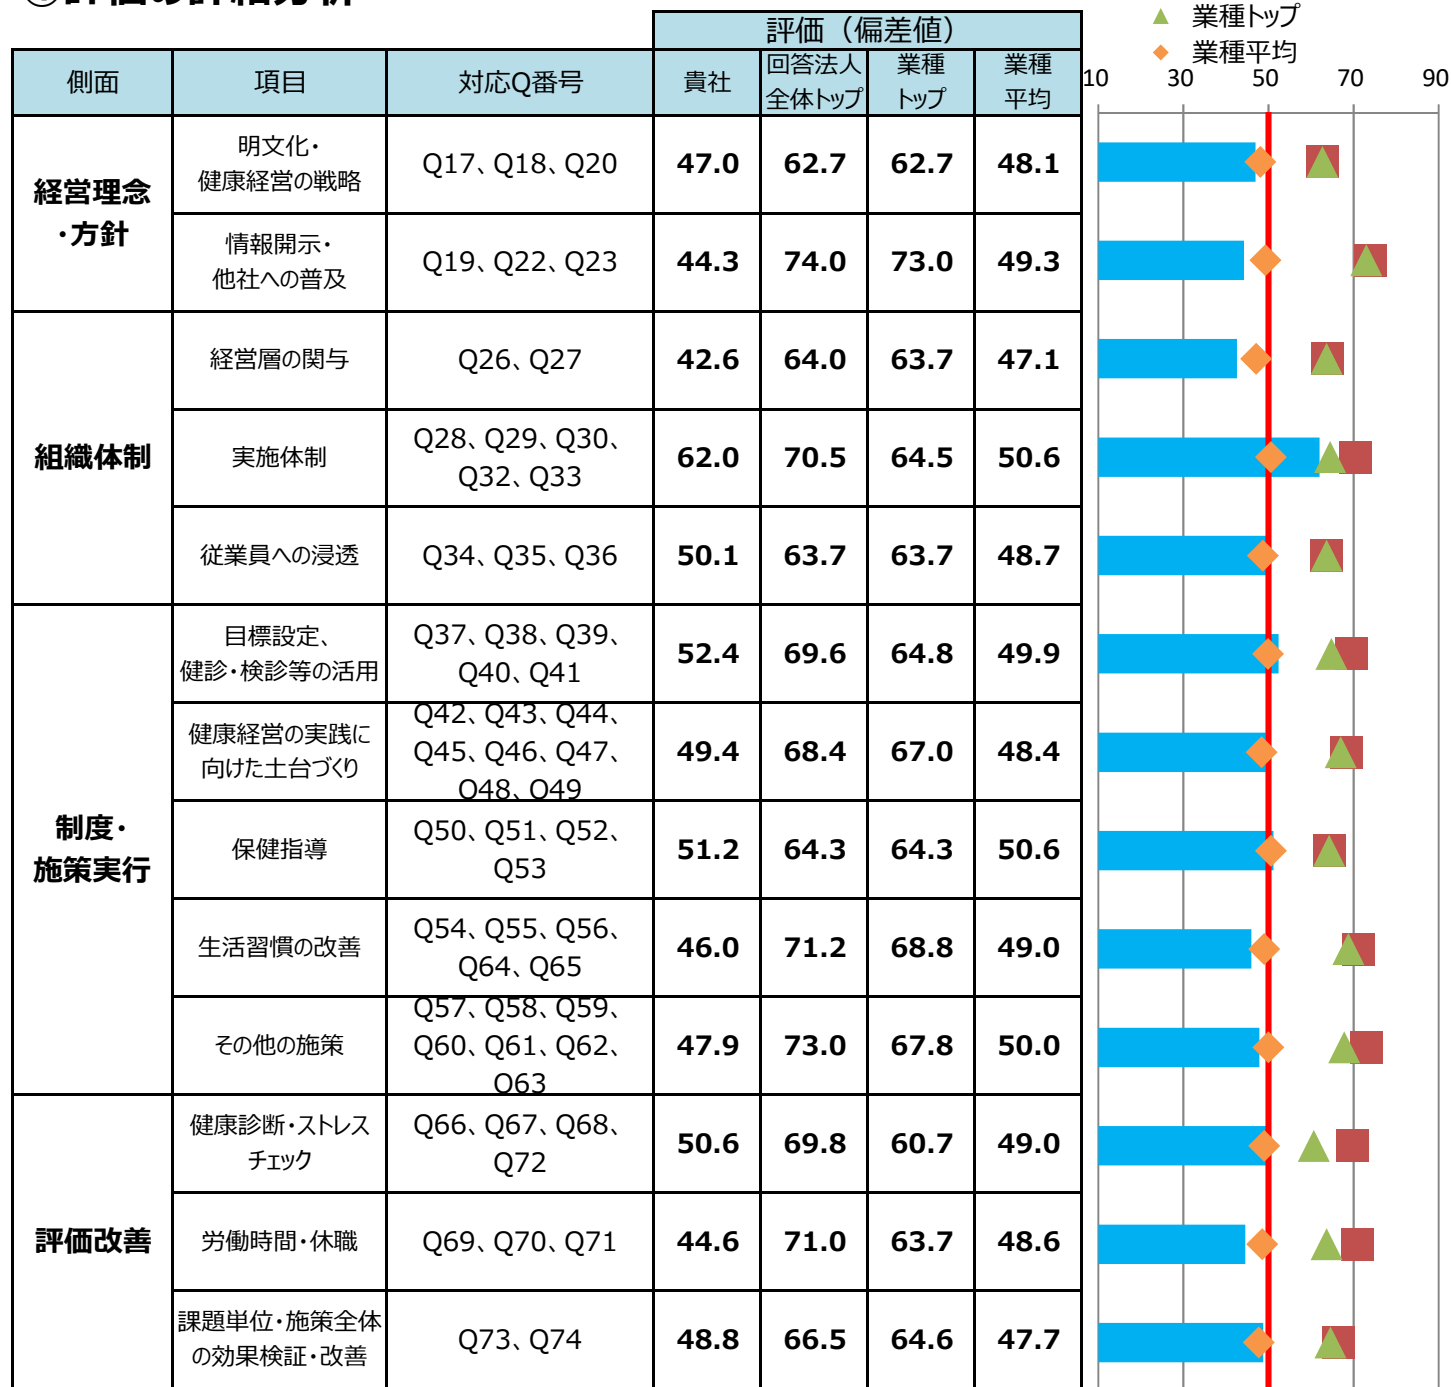 ①評価の詳細分析
▲ 業種トップ
◆ 業種平均
評価（偏差値）
側面 項目 対応Q番号 貴社 回答法人 業種 業種
全体トップ トップ 平均
10 30 50 70 90
経営理念
・方針
明文化・
健康経営の戦略
Q17、Q18、Q20 47.0 62.7 62.7 48.1
情報開示・
他社への普及
Q19、Q22、Q23 44.3 74.0 73.0 49.3
組織体制
経営層の関与 Q26、Q27 42.6 64.0 63.7 47.1
実施体制
Q28、Q29、Q30、
Q32、Q33
62.0 70.5 64.5 50.6
従業員への浸透 Q34、Q35、Q36 50.1 63.7 63.7 48.7
制度・
施策実行
目標設定、
健診・検診等の活用
Q37、Q38、Q39、
Q40、Q41
52.4 69.6 64.8 49.9
健康経営の実践に
向けた土台づくり
Q42、Q43、Q44、
Q45、Q46、Q47、
Q48、Q49
49.4 68.4 67.0 48.4
保健指導
Q50、Q51、Q52、
Q53
51.2 64.3 64.3 50.6
生活習慣の改善
Q54、Q55、Q56、
Q64、Q65
46.0 71.2 68.8 49.0
その他の施策
Q57、Q58、Q59、
Q60、Q61、Q62、
Q63
47.9 73.0 67.8 50.0
評価改善
健康診断・ストレス
チェック
Q66、Q67、Q68、
Q72
50.6 69.8 60.7 49.0
労働時間・休職 Q69、Q70、Q71 44.6 71.0 63.7 48.6
課題単位・施策全体
の効果検証・改善
Q73、Q74 48.8 66.5 64.6 47.7